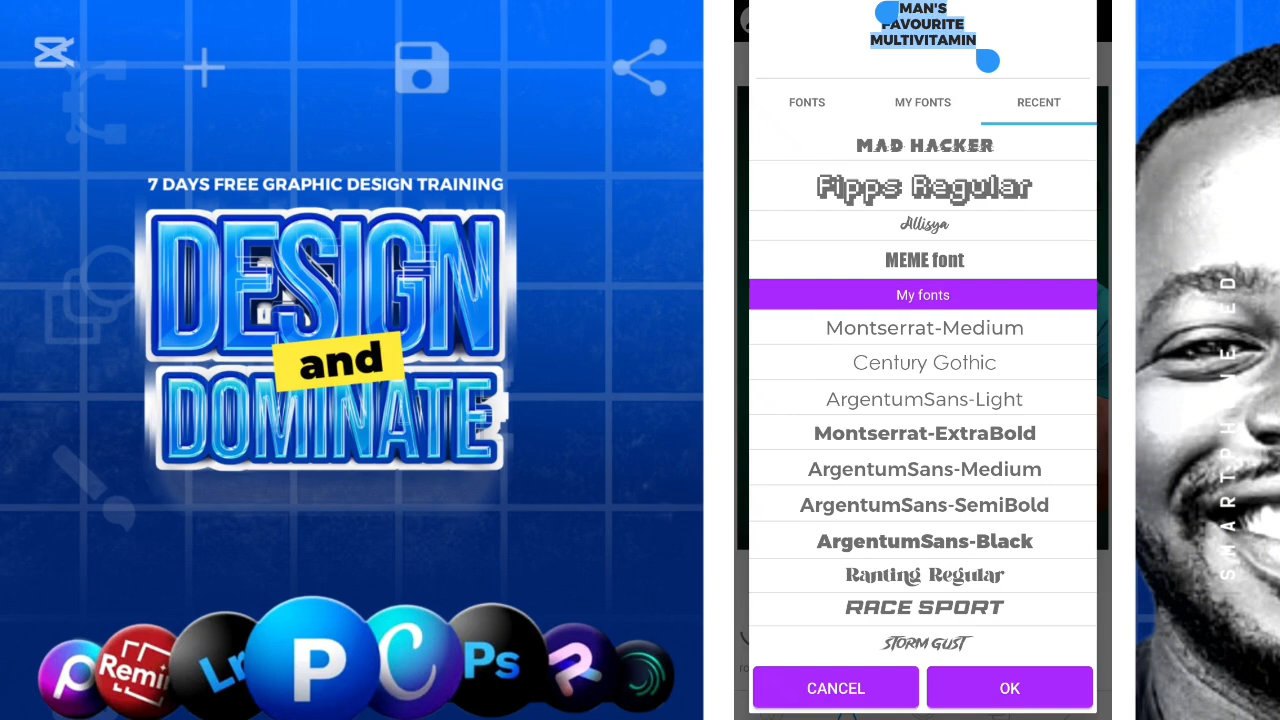 7 DAYS FREE GRAPHIC DESIGN TRAINING
DESIGN
and
DOMINATE
Lr
P
C
Ps
MAN'S
FAVOURITE
MULTIVITAMIN
FONTS
MY FONTS
RECENT
MAD HACKER
Fipps Regular
Allisya
MEME font
My fonts
Montserrat-Medium
Century Gothic
ArgentumSans-Light
Montserrat-ExtraBold
ArgentumSans-Medium
ArgentumSans-SemiBold
ArgentumSans-Black
Ranting Regular
RACE SPORT
STORM GUST
CANCEL
OK